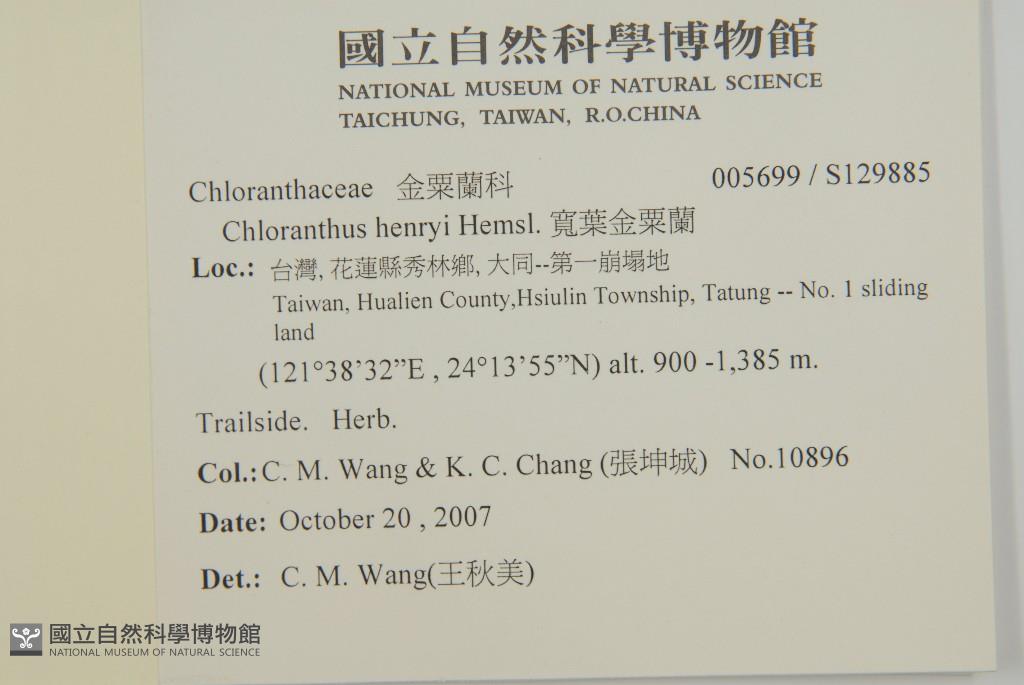 國立自然科學博物館
NATIONAL MUSEUM OF NATURAL SCIENCE
TAICHUNG, TAIWAN, R.O.CHINA
Chloranthaceae 金粟蘭科 005699 / S129885
Chloranthus henryi Hemsl. 寬葉金粟蘭
Loc.: 台灣, 花蓮縣秀林鄉, 大同--第一崩塌地
Taiwan, Hualien County,Hsiulin Township, Tatung -- No. 1 sliding
land
(121°38’32”E , 24°13’55”N) alt. 900 -1,385 m.
Trailside. Herb.
Col.: C. M. Wang & K. C. Chang (張坤城) No.10896
Date: October 20 , 2007
Det.: C. M. Wang(王秋美)
國立自然科學博物館
NATIONAL MUSEUM OF NATURAL SCIENCE